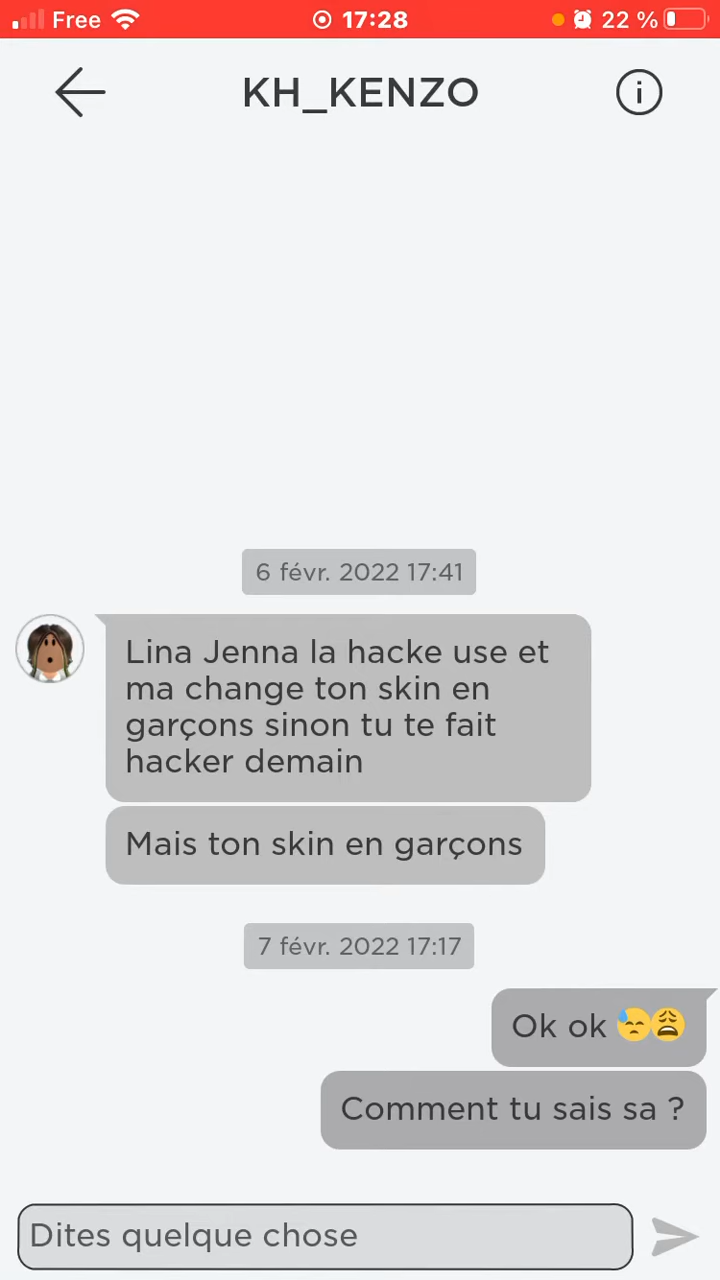 Free 17:28 22 %
KH_KENZO
6 févr. 2022 17:41
Lina Jenna la hacke use et
ma change ton skin en
garçons sinon tu te fait
hacker demain
Mais ton skin en garçons
7 févr. 2022 17:17
Ok ok 😓😩
Comment tu sais sa ?
Dites quelque chose